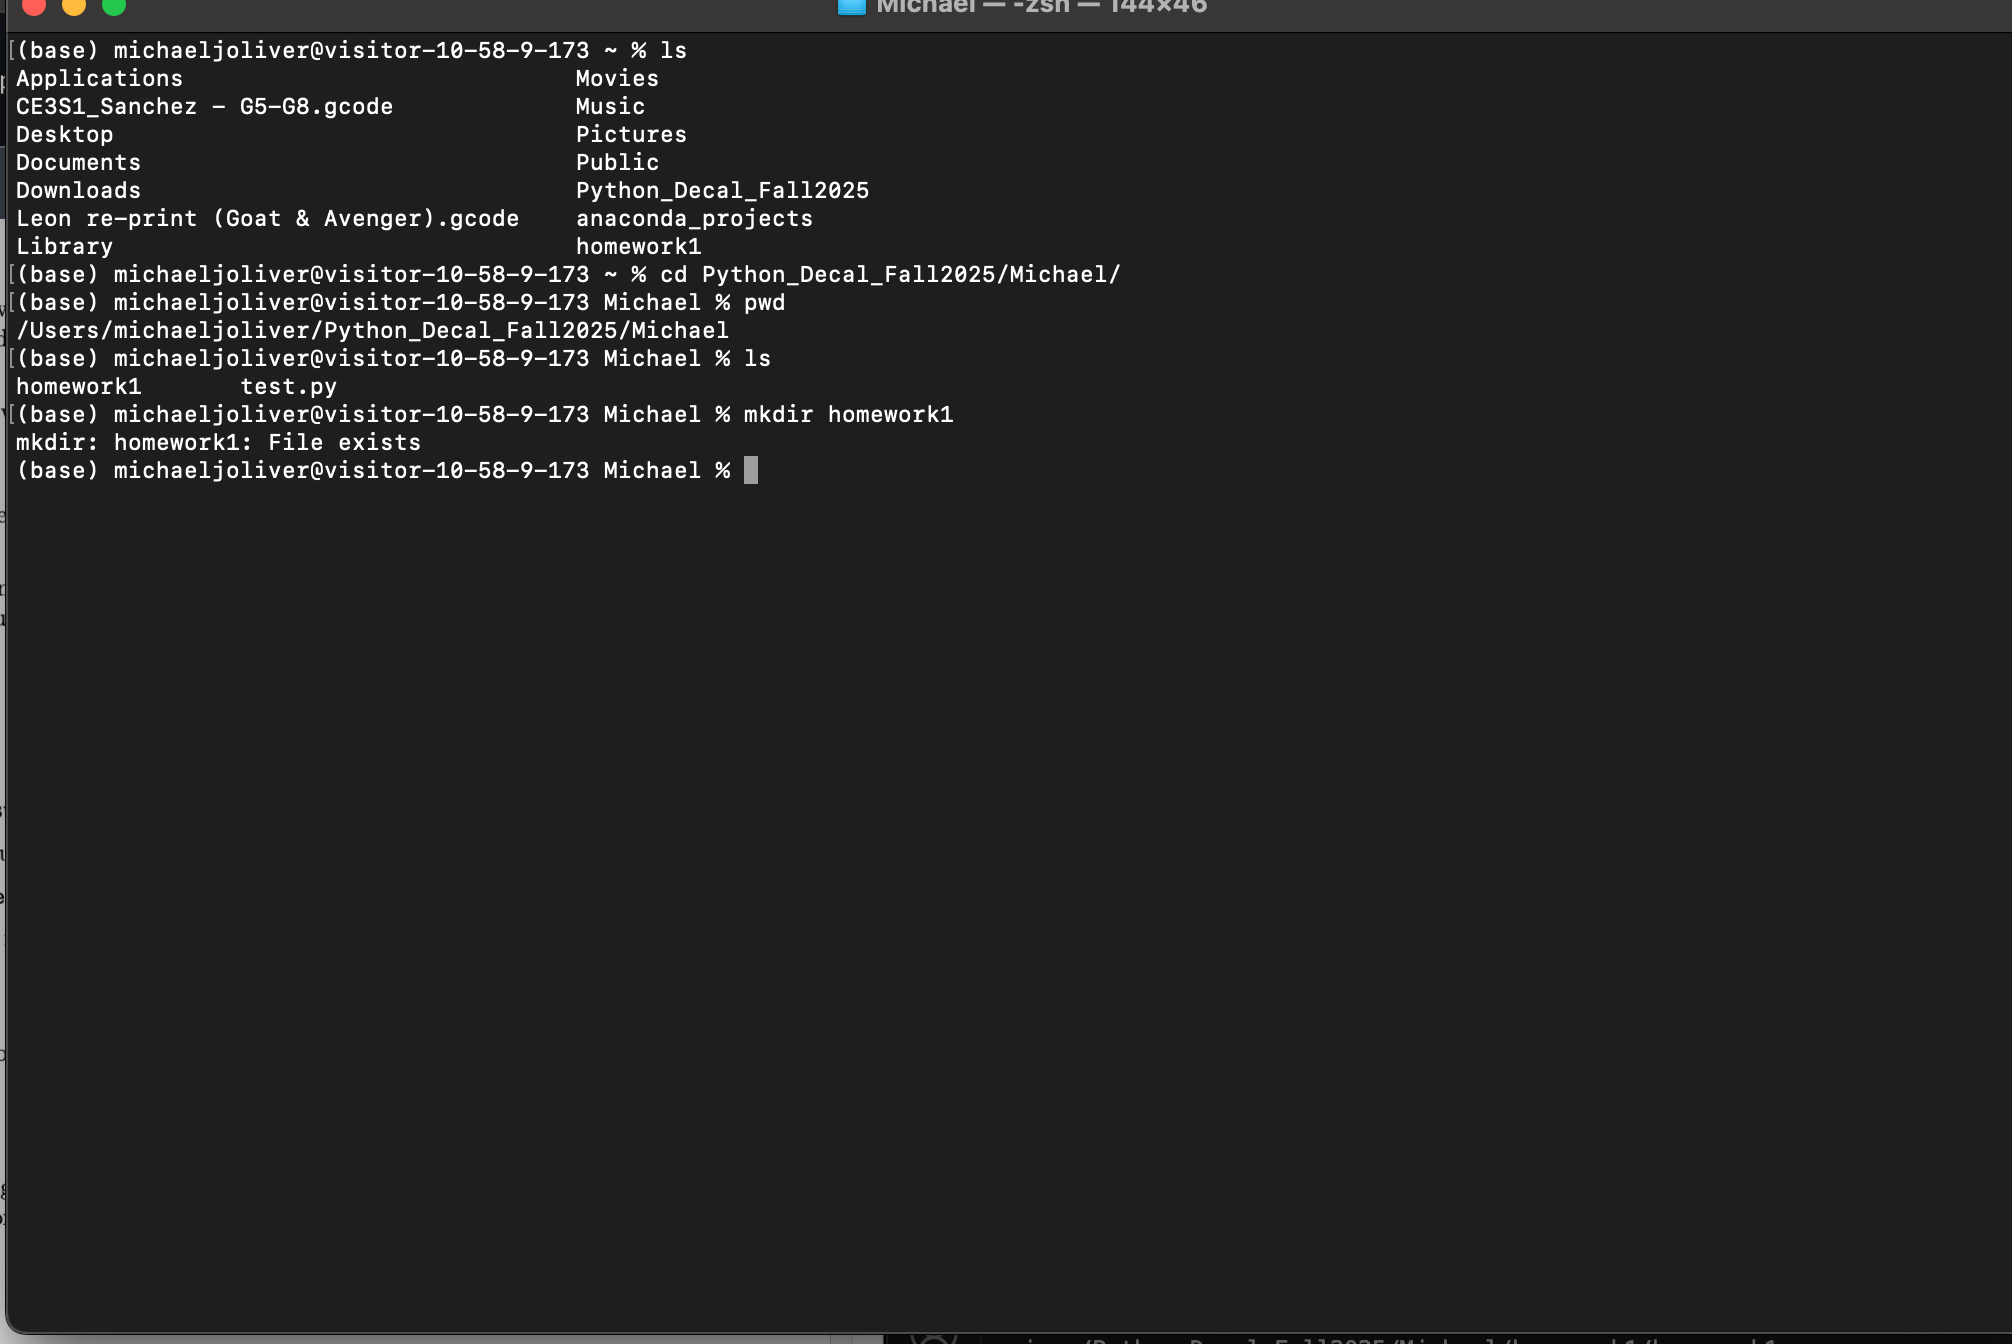 Michael — -zsh — 144×46
(base) michaeljoliver@visitor-10-58-9-173 ~ % ls
Applications Movies
CE3S1_Sanchez - G5-G8.gcode Music
Desktop Pictures
Documents Public
Downloads Python_Decal_Fall2025
Leon re-print (Goat & Avenger).gcode anaconda_projects
Library homework1
(base) michaeljoliver@visitor-10-58-9-173 ~ % cd Python_Decal_Fall2025/Michael/
(base) michaeljoliver@visitor-10-58-9-173 Michael % pwd
/Users/michaeljoliver/Python_Decal_Fall2025/Michael
(base) michaeljoliver@visitor-10-58-9-173 Michael % ls
homework1 test.py
(base) michaeljoliver@visitor-10-58-9-173 Michael % mkdir homework1
mkdir: homework1: File exists
(base) michaeljoliver@visitor-10-58-9-173 Michael %